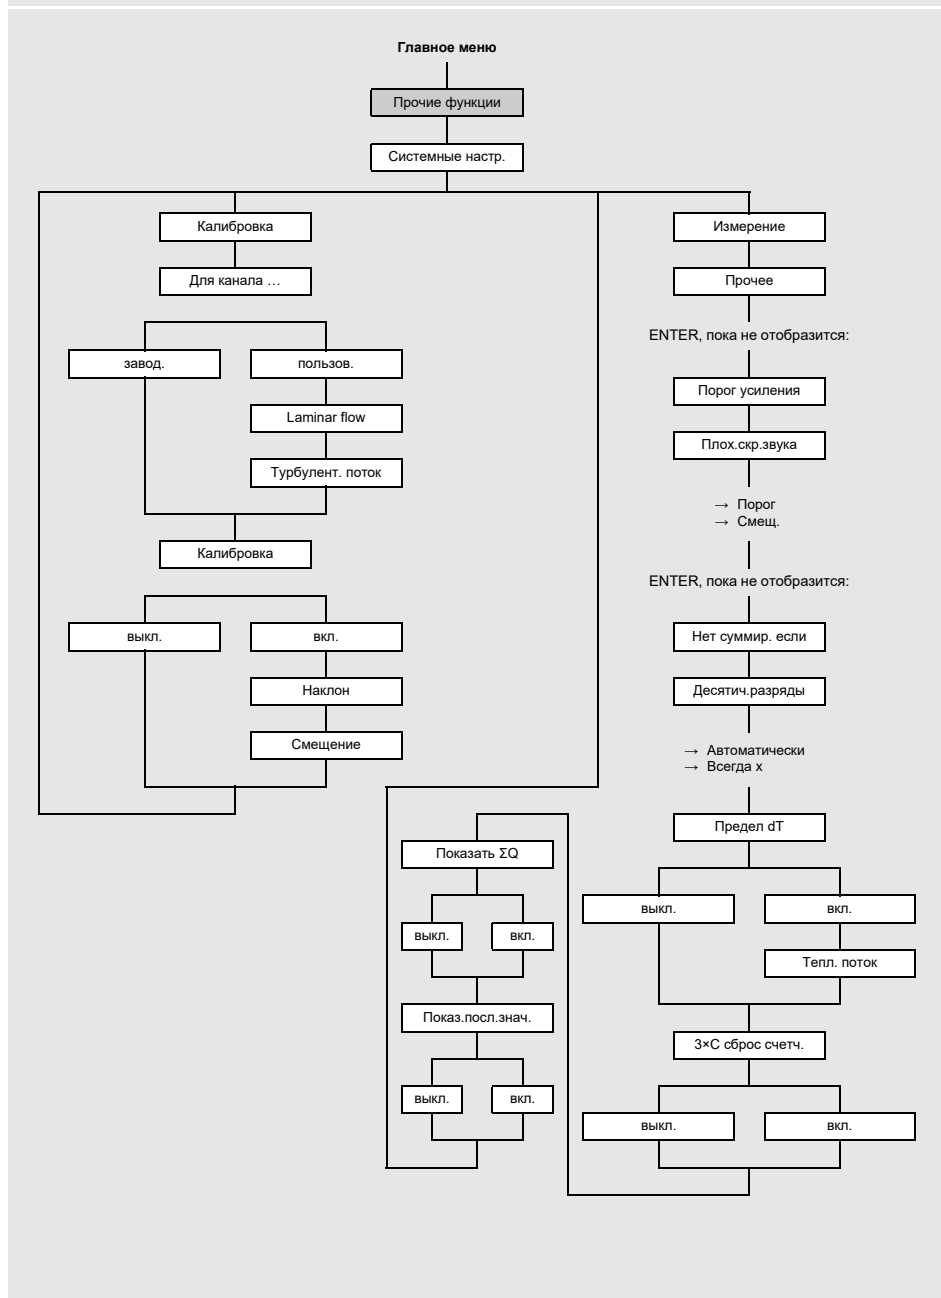 Главное меню
Прочие функции
Системные настр.
Калибровка
Для канала …
завод.
пользов.
Laminar flow
Турбулент. поток
Калибровка
выкл.
вкл.
Наклон
Смещение
Измерение
Прочее
ENTER, пока не отобразится:
Порог усиления
Плох.скр.звука
→ Порог
→ Смещ.
ENTER, пока не отобразится:
Нет суммир. если
Десятич.разряды
→ Автоматически
→ Всегда x
Предел dT
выкл.
вкл.
Тепл. поток
3×C сброс счетч.
выкл.
вкл.
Показать ΣQ
выкл.
вкл.
Показ.посл.знач.
выкл.
вкл.